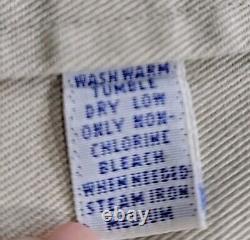 WASH WARM
TUMBLE
DRY LOW
ONLY NON-
CHLORINE
BLEACH
WHEN NEEDED
STEAM IRON
MEDIUM